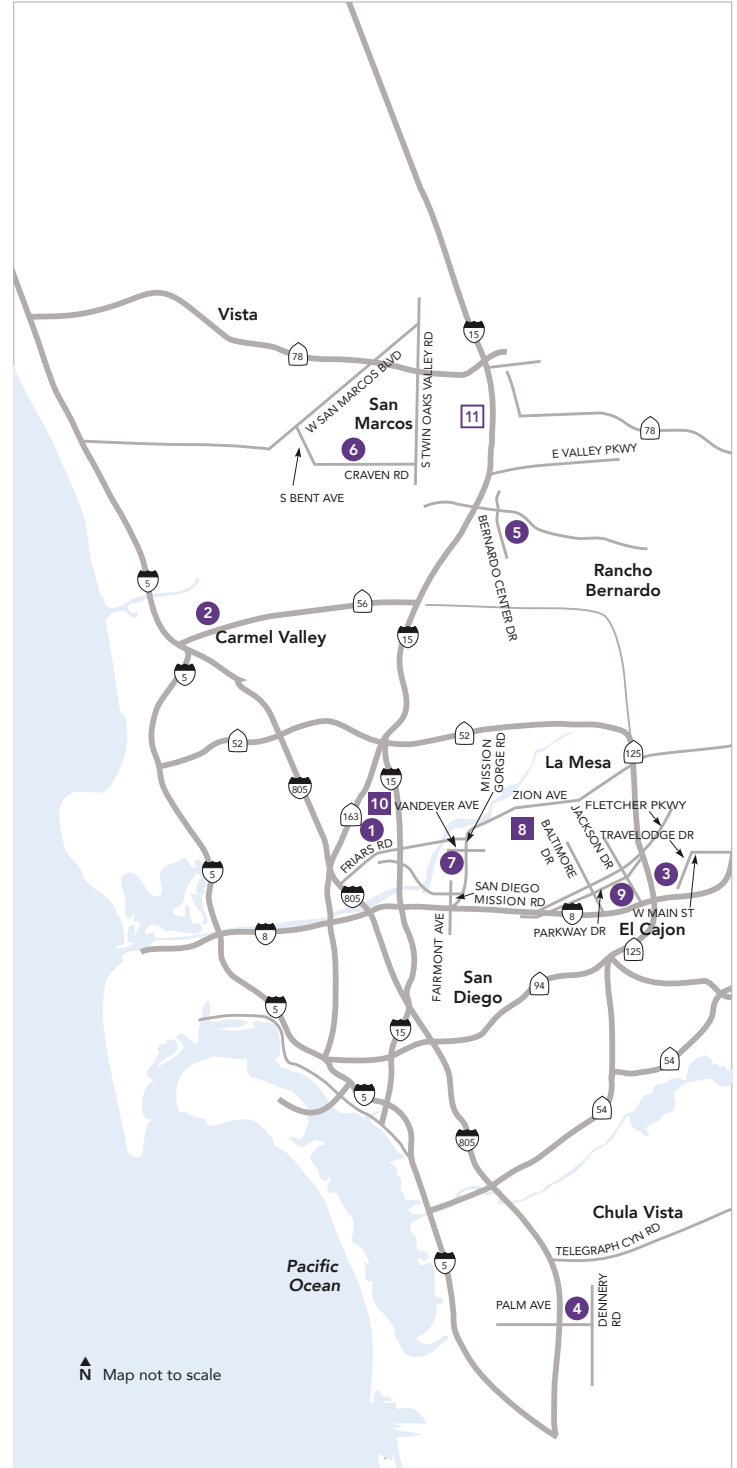 Vista
15
78
W SAN MARCOS BLVD
S TWIN OAKS VALLEY RD
San
Marcos
11
78
6
E VALLEY PKWY
CRAVEN RD
S BENT AVE
5
BERNARDO CENTER DR
Rancho
Bernardo
5
56
2
Carmel Valley
15
5
52
52
MISSION
GORGE RD
125
La Mesa
15
805
ZION AVE
10
VANDEVER AVE
FLETCHER PKWY
163
1
8
JACKSON DR
TRAVELODGE DR
BALTIMORE
DR
FRIARS RD
7
5
3
805
SAN DIEGO
MISSION RD
9
8
W MAIN ST
PARKWAY DR
El Cajon
8
FAIRMONT AVE
125
San
Diego
94
5
15
54
5
54
805
Chula Vista
TELEGRAPH CYN RD
5
Pacific
Ocean
PALM AVE
4
DENNERY
RD
N Map not to scale